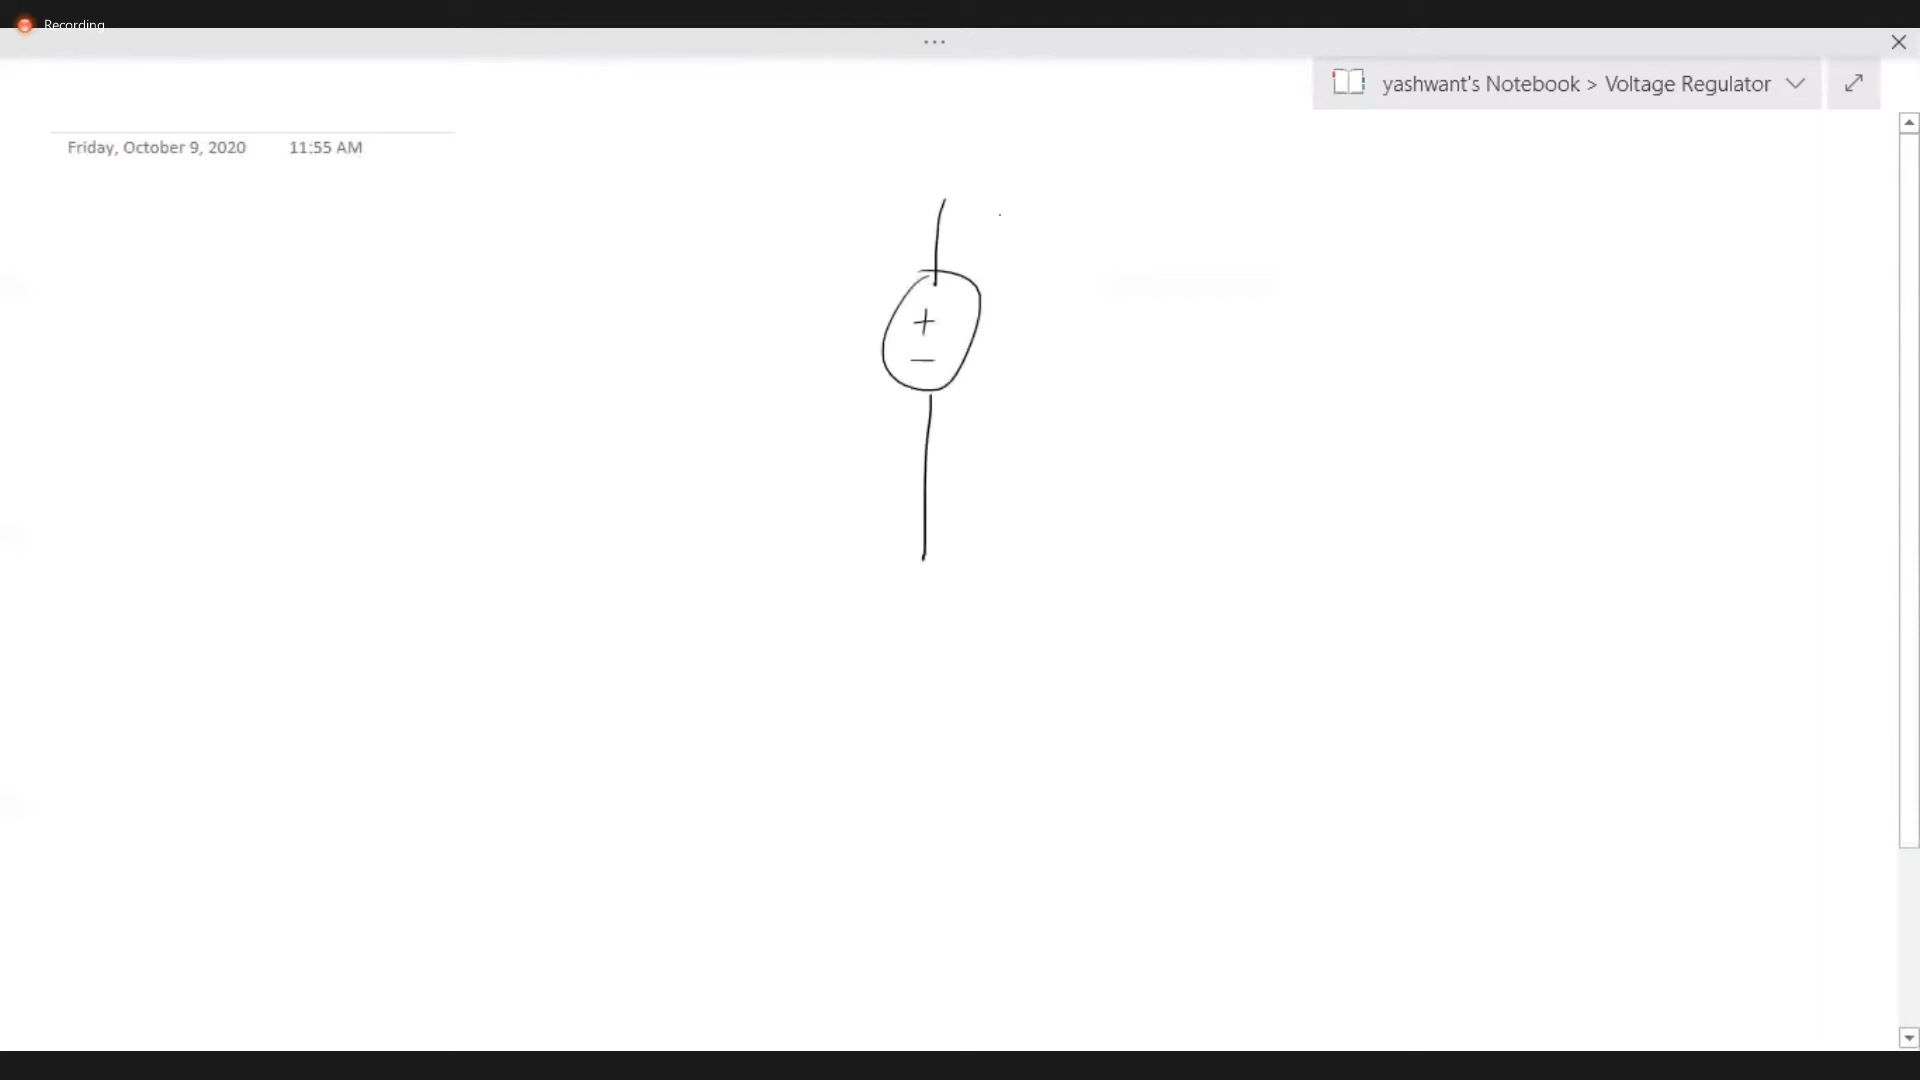 Recording
yashwant's Notebook > Voltage Regulator
Friday, October 9, 2020 11:55 AM
+
−